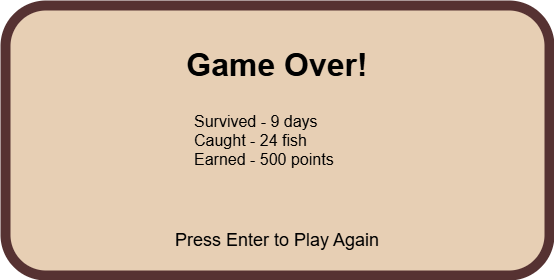 Game Over!
Survived - 9 days
Caught - 24 fish
Earned - 500 points
Press Enter to Play Again